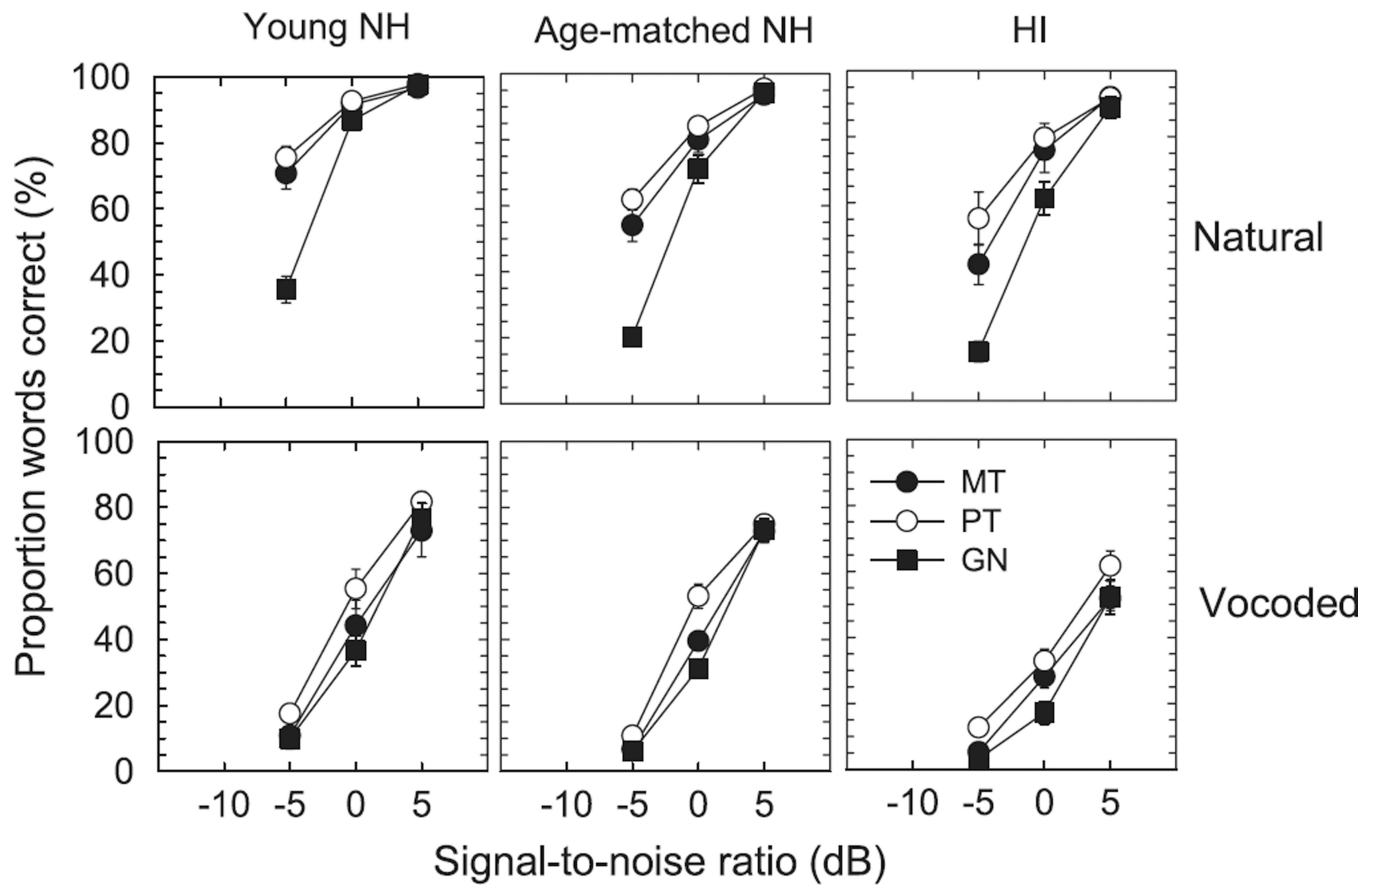 Young NH
Age-matched NH
HI
Proportion words correct (%)
100
80
60
40
20
0
Natural
100
80
60
40
20
0
MT
PT
GN
Vocoded
-10 -5 0 5
-10 -5 0 5
-10 -5 0 5
Signal-to-noise ratio (dB)